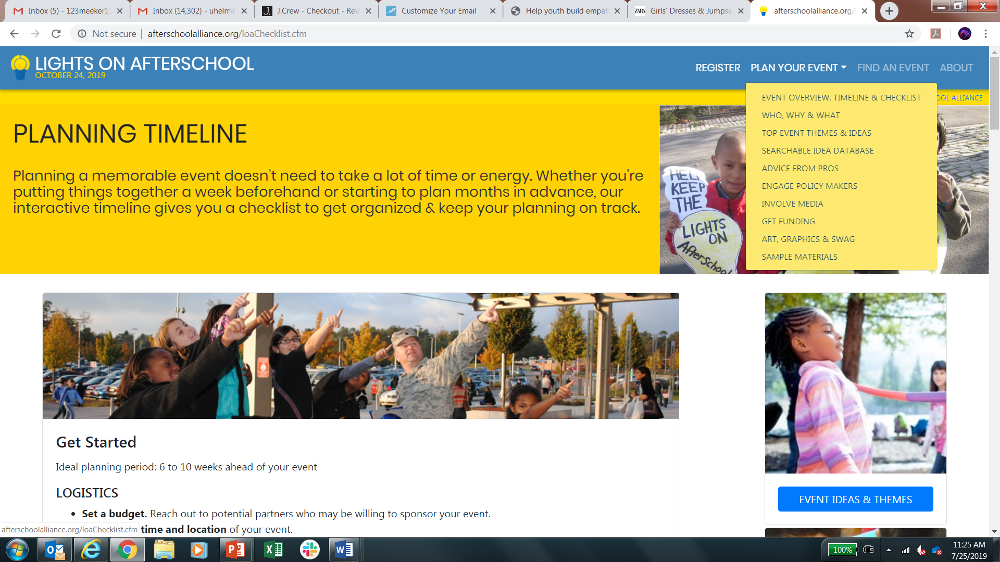 Inbox (5) - 123meeker15
Inbox (14,302) - uhelmin
J.Crew - Checkout - Rev
Customize Your Email
Help youth build empat
ZARA Girls' Dresses & Jumpsu
afterschoolalliance.org/
Not secure | afterschoolalliance.org/loaChecklist.cfm
LIGHTS ON AFTERSCHOOL
OCTOBER 24, 2019
REGISTER PLAN YOUR EVENT FIND AN EVENT ABOUT
EVENT OVERVIEW, TIMELINE & CHECKLIST
WHO, WHY & WHAT
TOP EVENT THEMES & IDEAS
SEARCHABLE IDEA DATABASE
ADVICE FROM PROS
ENGAGE POLICY MAKERS
INVOLVE MEDIA
GET FUNDING
ART, GRAPHICS & SWAG
SAMPLE MATERIALS
OOL ALLIANCE
PLANNING TIMELINE
Planning a memorable event doesn't need to take a lot of time or energy. Whether you're
putting things together a week beforehand or starting to plan months in advance, our
interactive timeline gives you a checklist to get organized & keep your planning on track.
HELP
KEEP
THE
LIGHTS
ON
AfterSchool
Get Started
Ideal planning period: 6 to 10 weeks ahead of your event
LOGISTICS
• Set a budget. Reach out to potential partners who may be willing to sponsor your event.
time and location of your event.
EVENT IDEAS & THEMES
afterschoolalliance.org/loaChecklist.cfm
100%
11:25 AM
7/25/2019